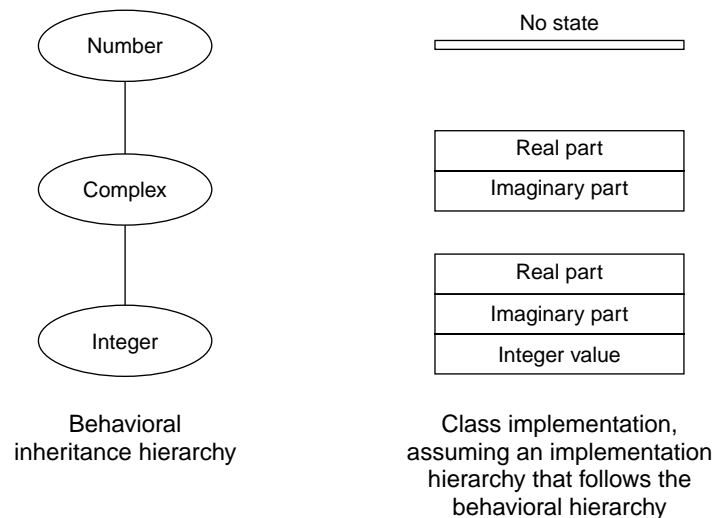 Number
Complex
Integer
Behavioral
inheritance hierarchy
No state
Real part
Imaginary part
Real part
Imaginary part
Integer value
Class implementation,
assuming an implementation
hierarchy that follows the
behavioral hierarchy